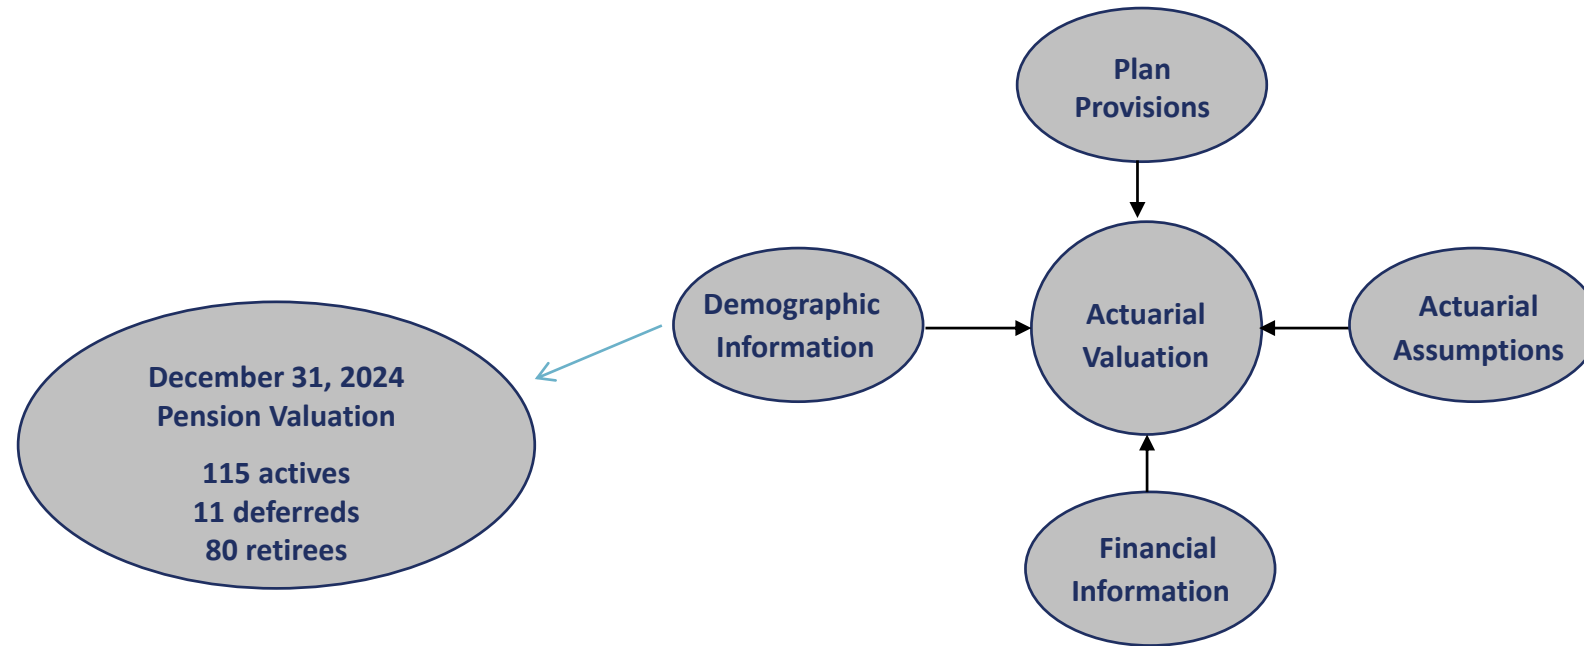 Plan
Provisions
Demographic
Information
Actuarial
Valuation
Actuarial
Assumptions
December 31, 2024
Pension Valuation
115 actives
11 deferreds
80 retirees
Financial
Information